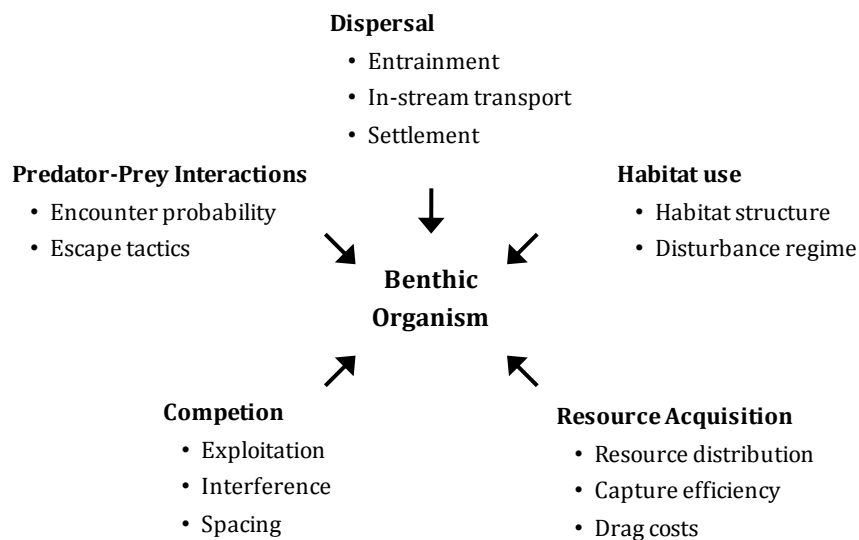 Dispersal
• Entrainment
• In-stream transport
• Settlement
Predator-Prey Interactions
• Encounter probability
• Escape tactics
Habitat use
• Habitat structure
• Disturbance regime
Benthic
Organism
Competion
• Exploitation
• Interference
• Spacing
Resource Acquisition
• Resource distribution
• Capture efficiency
• Drag costs